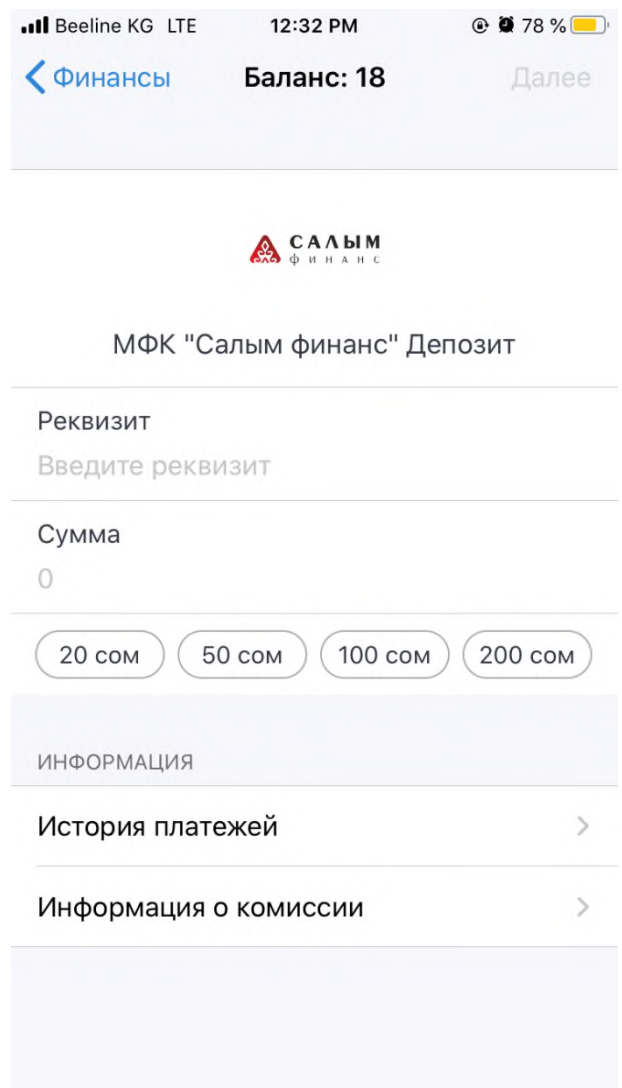 Beeline KG LTE 12:32 PM 78 %
Финансы Баланс: 18 Далее
САЛЫМ
ФИНАНС
МФК "Салым финанс" Депозит
Реквизит
Введите реквизит
Сумма
0
20 сом 50 сом 100 сом 200 сом
ИНФОРМАЦИЯ
История платежей
Информация о комиссии